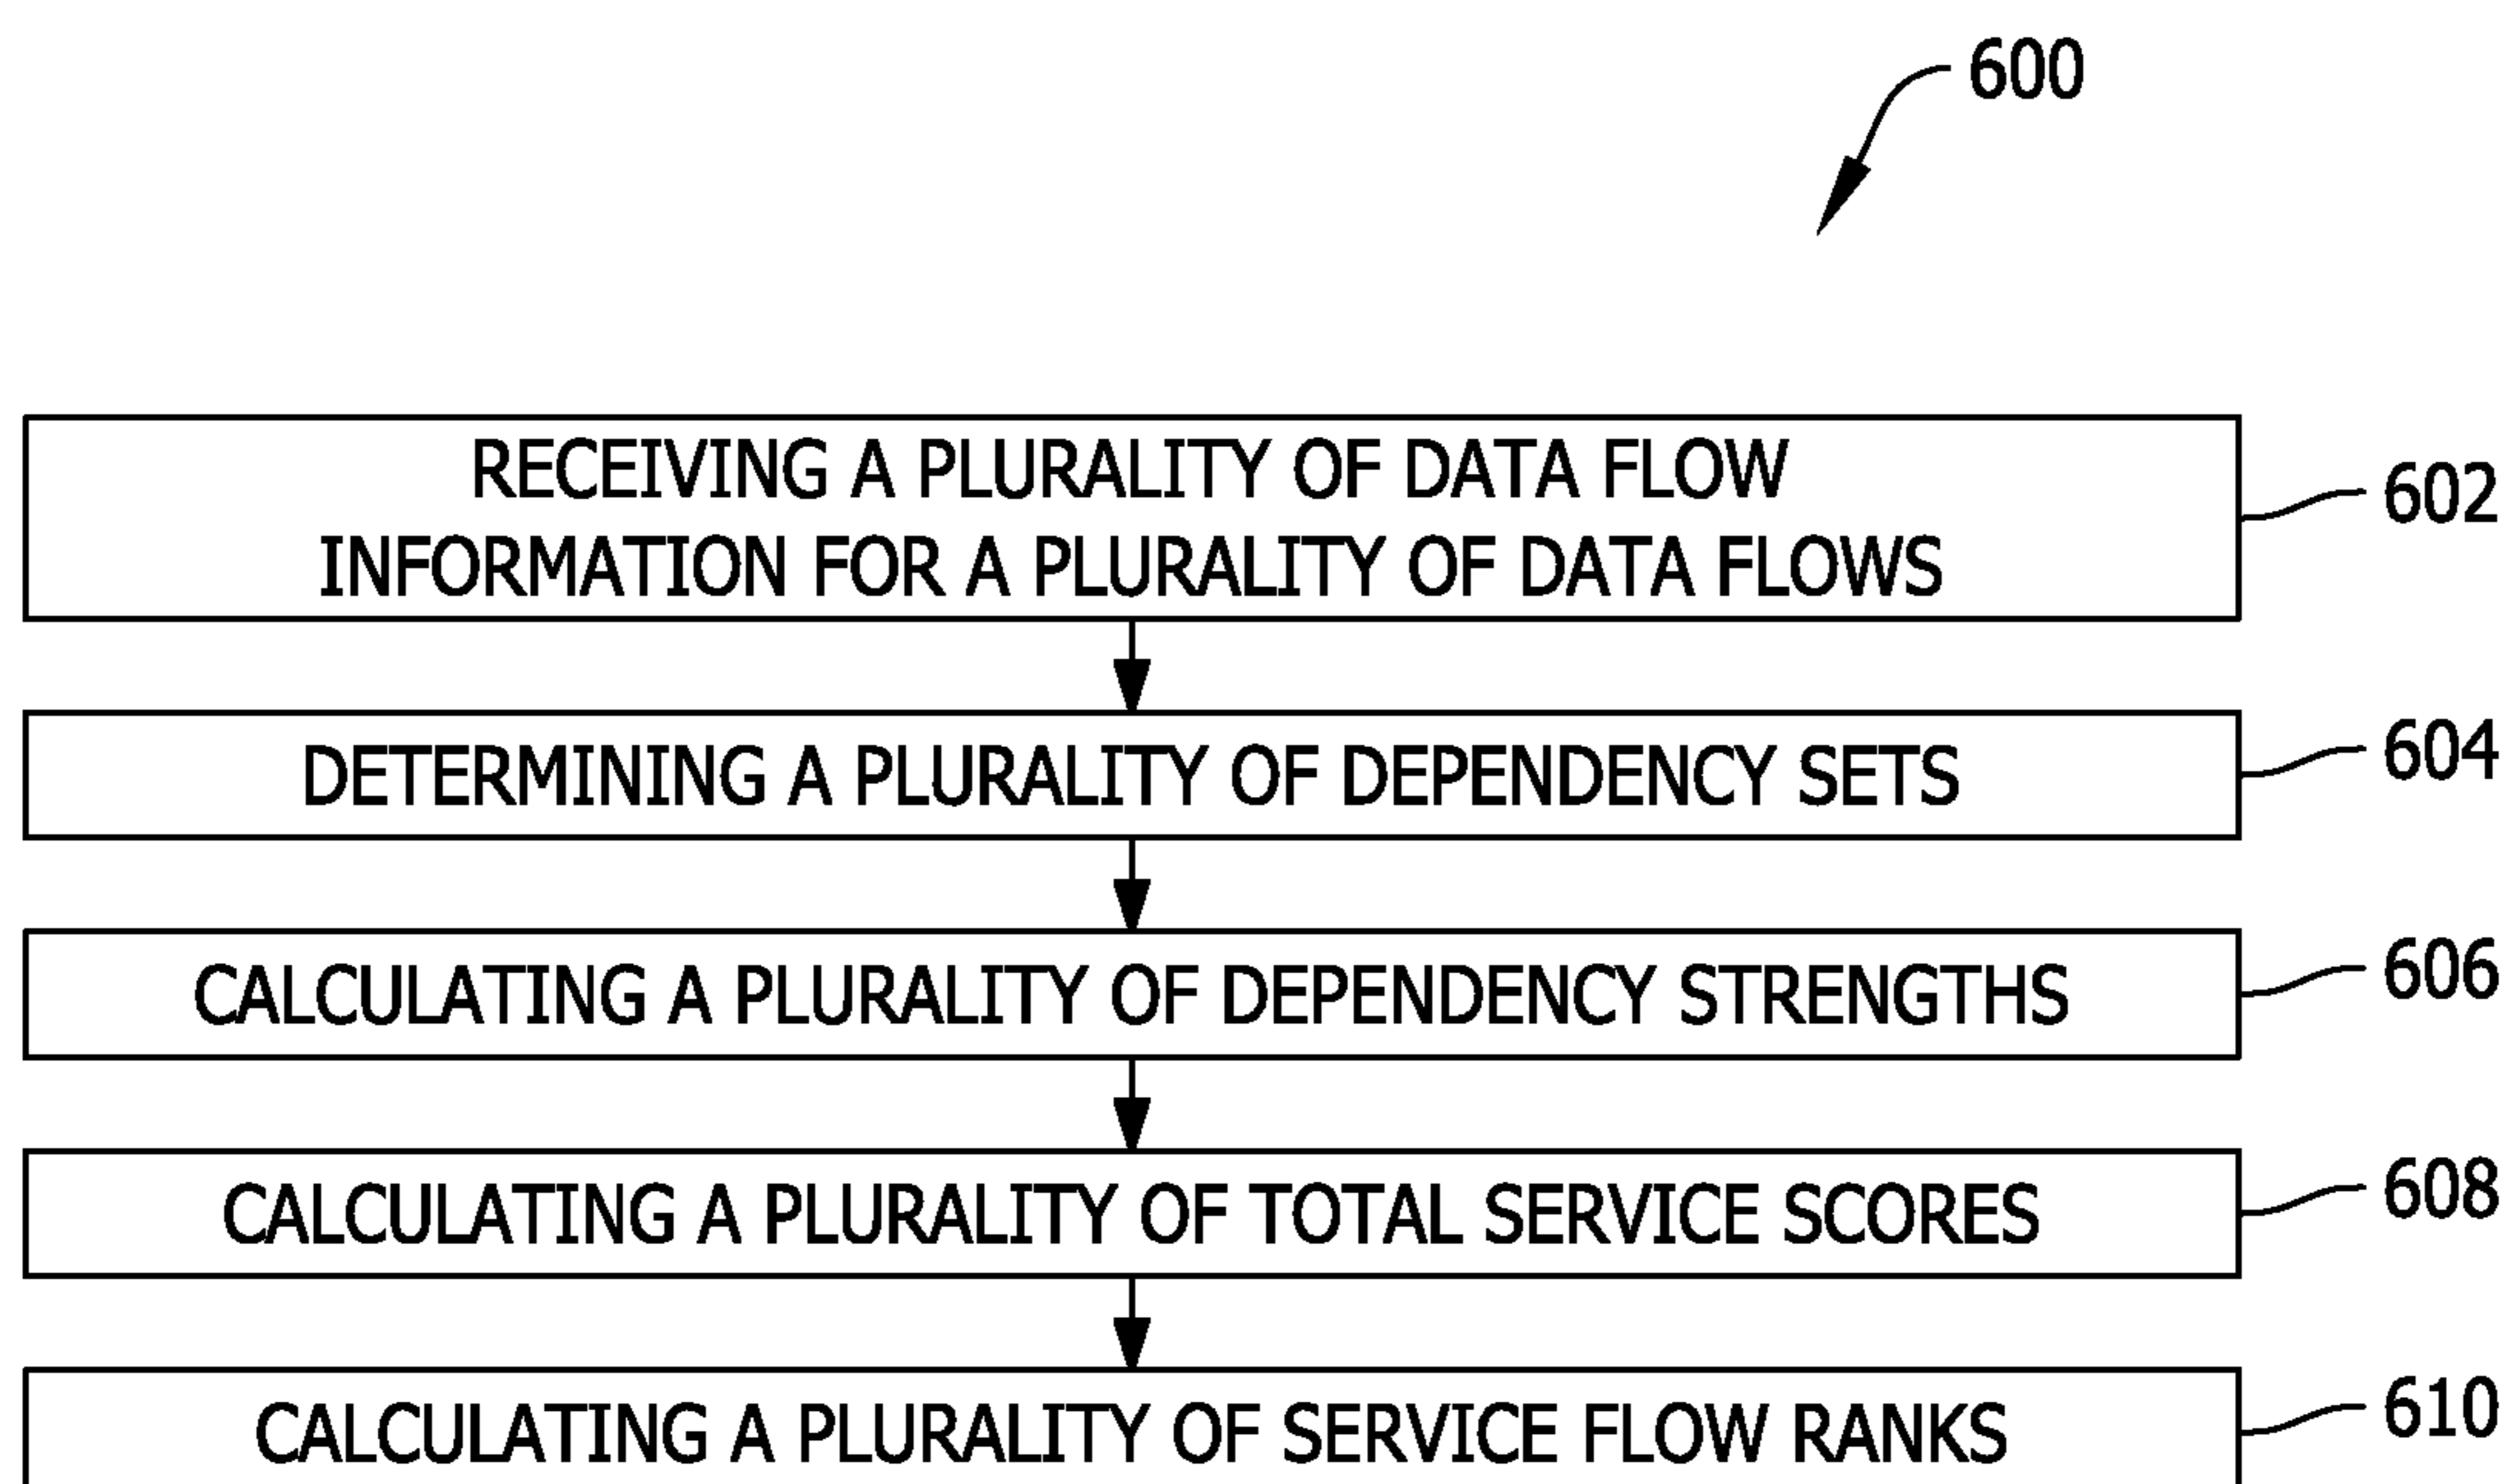 600
RECEIVING A PLURALITY OF DATA FLOW
INFORMATION FOR A PLURALITY OF DATA FLOWS
602
DETERMINING A PLURALITY OF DEPENDENCY SETS
604
CALCULATING A PLURALITY OF DEPENDENCY STRENGTHS
606
CALCULATING A PLURALITY OF TOTAL SERVICE SCORES
608
CALCULATING A PLURALITY OF SERVICE FLOW RANKS
610